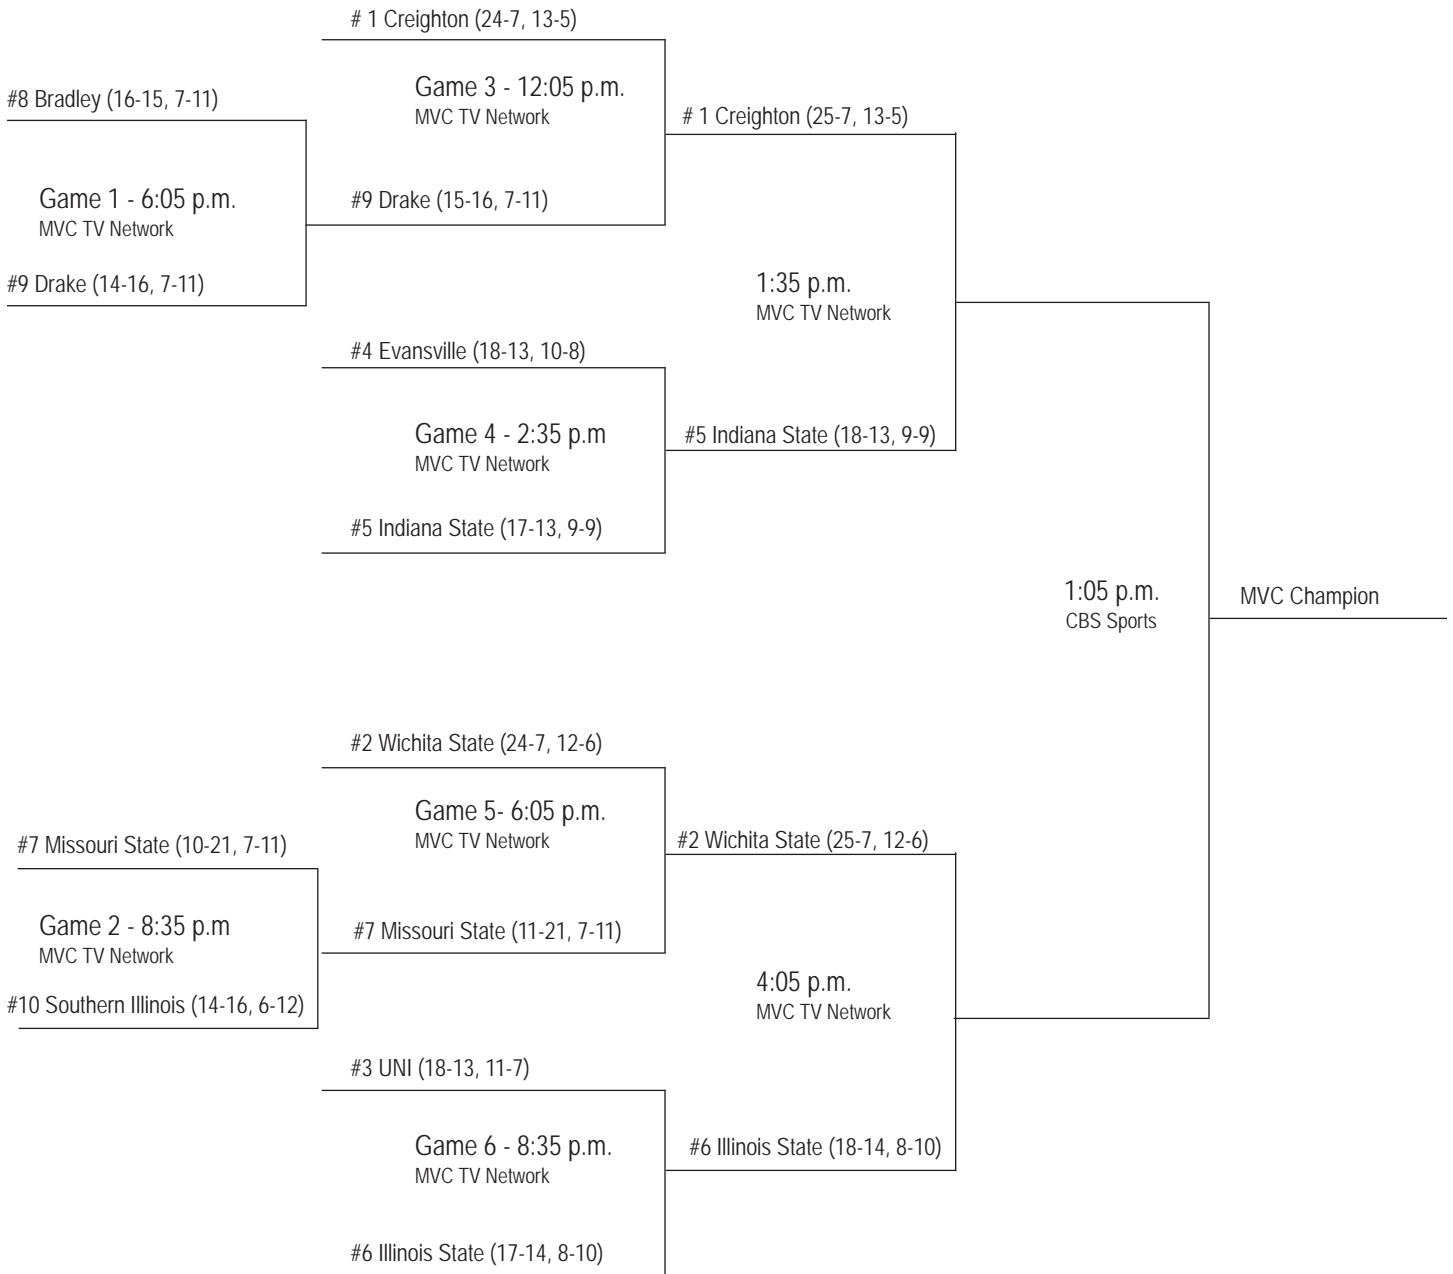 # 1 Creighton (24-7, 13-5)
Game 3 - 12:05 p.m.
MVC TV Network
#8 Bradley (16-15, 7-11)
# 1 Creighton (25-7, 13-5)
Game 1 - 6:05 p.m.
MVC TV Network
#9 Drake (15-16, 7-11)
#9 Drake (14-16, 7-11)
1:35 p.m.
MVC TV Network
#4 Evansville (18-13, 10-8)
Game 4 - 2:35 p.m
MVC TV Network
#5 Indiana State (18-13, 9-9)
#5 Indiana State (17-13, 9-9)
1:05 p.m.
CBS Sports
MVC Champion
#2 Wichita State (24-7, 12-6)
Game 5- 6:05 p.m.
MVC TV Network
#2 Wichita State (25-7, 12-6)
#7 Missouri State (10-21, 7-11)
Game 2 - 8:35 p.m
MVC TV Network
#7 Missouri State (11-21, 7-11)
#10 Southern Illinois (14-16, 6-12)
4:05 p.m.
MVC TV Network
#3 UNI (18-13, 11-7)
Game 6 - 8:35 p.m.
MVC TV Network
#6 Illinois State (18-14, 8-10)
#6 Illinois State (17-14, 8-10)